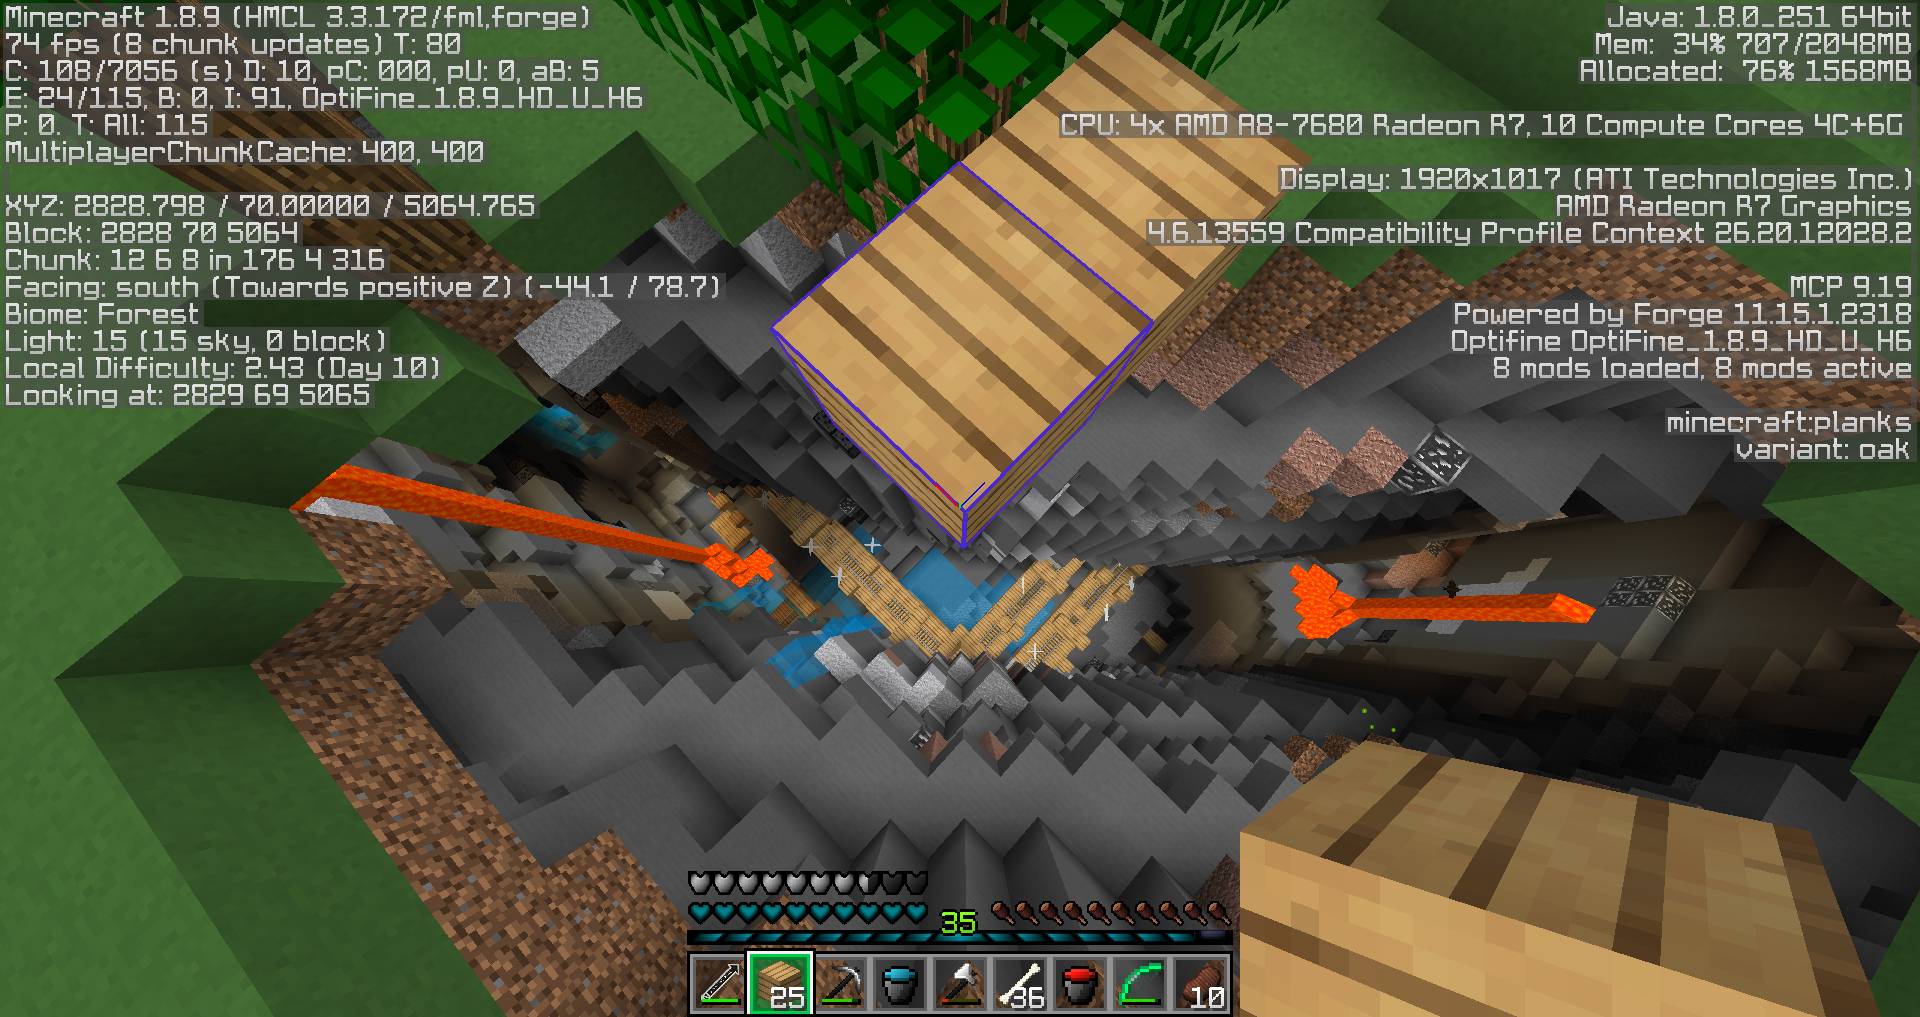 Minecraft 1.8.9 (HMCL 3.3.172/fml,forge)
74 fps (8 chunk updates) T: 80
C: 108/7056 (s) D: 10, pC: 000, pU: 0, aB: 5
E: 24/115, B: 0, I: 91, OptiFine_1.8.9_HD_U_H6
P: 0. T: All: 115
MultiplayerChunkCache: 400, 400
XYZ: 2828.798 / 70.00000 / 5064.765
Block: 2828 70 5064
Chunk: 12 6 8 in 176 4 316
Facing: south (Towards positive Z) (-44.1 / 78.7)
Biome: Forest
Light: 15 (15 sky, 0 block)
Local Difficulty: 2.43 (Day 10)
Looking at: 2829 69 5065
Java: 1.8.0_251 64bit
Mem: 34% 707/2048MB
Allocated: 76% 1568MB
CPU: 4x AMD A8-7680 Radeon R7, 10 Compute Cores 4C+6G
Display: 1920x1017 (ATI Technologies Inc.)
AMD Radeon R7 Graphics
4.6.13559 Compatibility Profile Context 26.20.12028.2
MCP 9.19
Powered by Forge 11.15.1.2318
Optifine OptiFine_1.8.9_HD_U_H6
8 mods loaded, 8 mods active
minecraft:planks
variant: oak
35
25
36
10